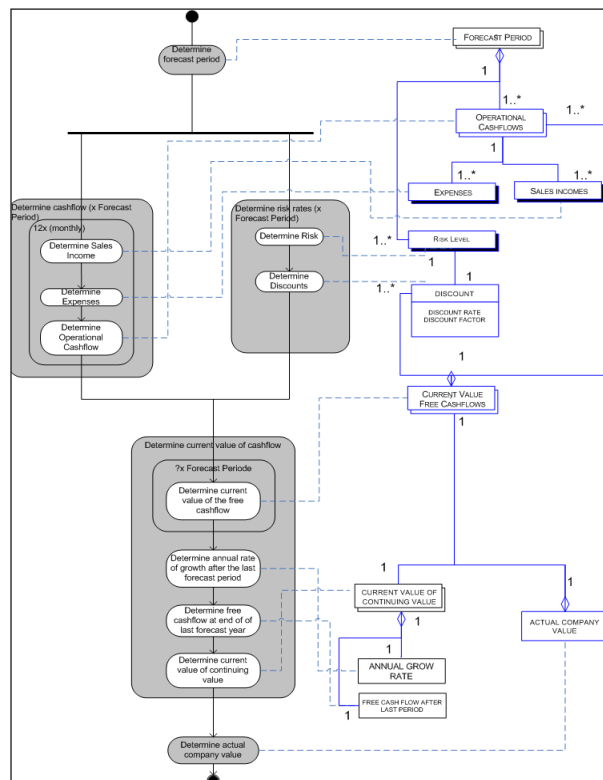 Determine
forecast period
FORECAST PERIOD
1
1
1..*
1..*
OPERATIONAL
CASHFLOWS
1
1..*
1..*
EXPENSES
SALES INCOMES
Determine cashflow (x Forecast
Period)
12x (monthly)
Determine Sales
Income
Determine
Expenses
Determine
Operational
Cashflow
Determine risk rates (x
Forecast Period)
Determine Risk
Determine
Discounts
1..*
RISK LEVEL
1
1
1..*
DISCOUNT
DISCOUNT RATE
DISCOUNT FACTOR
1
1
CURRENT VALUE
FREE CASHFLOWS
1
Determine current value of cashflow
?x Forecast Periode
Determine current
value of the free
cashflow
Determine annual rate
of growth after the last
forecast period
Determine free
cashflow at end of of
last forecast year
Determine current
value of continuing
value
1
1
CURRENT VALUE OF
CONTINUING VALUE
1
1
ACTUAL COMPANY
VALUE
1
ANNUAL GROW
RATE
FREE CASH FLOW AFTER
LAST PERIOD
1
Determine actual
company value